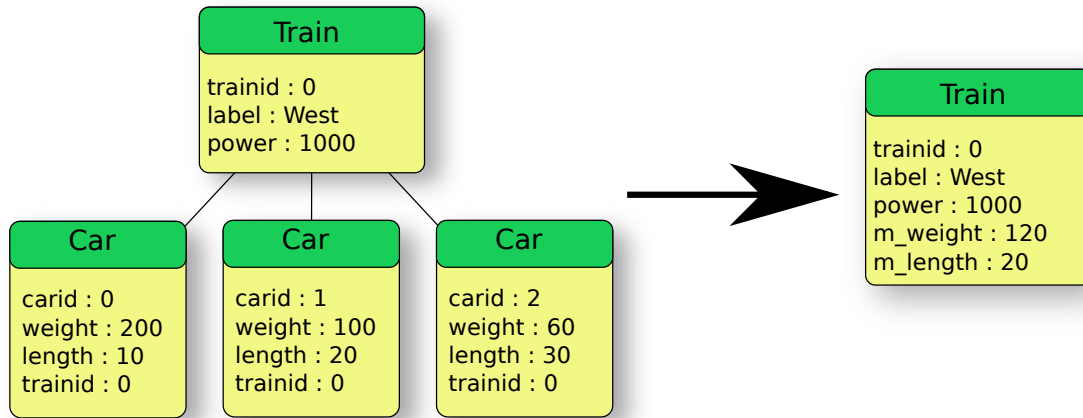 Train
trainid : 0
label : West
power : 1000
Car
carid : 0
weight : 200
length : 10
trainid : 0
Car
carid : 1
weight : 100
length : 20
trainid : 0
Car
carid : 2
weight : 60
length : 30
trainid : 0
Train
trainid : 0
label : West
power : 1000
m_weight : 120
m_length : 20